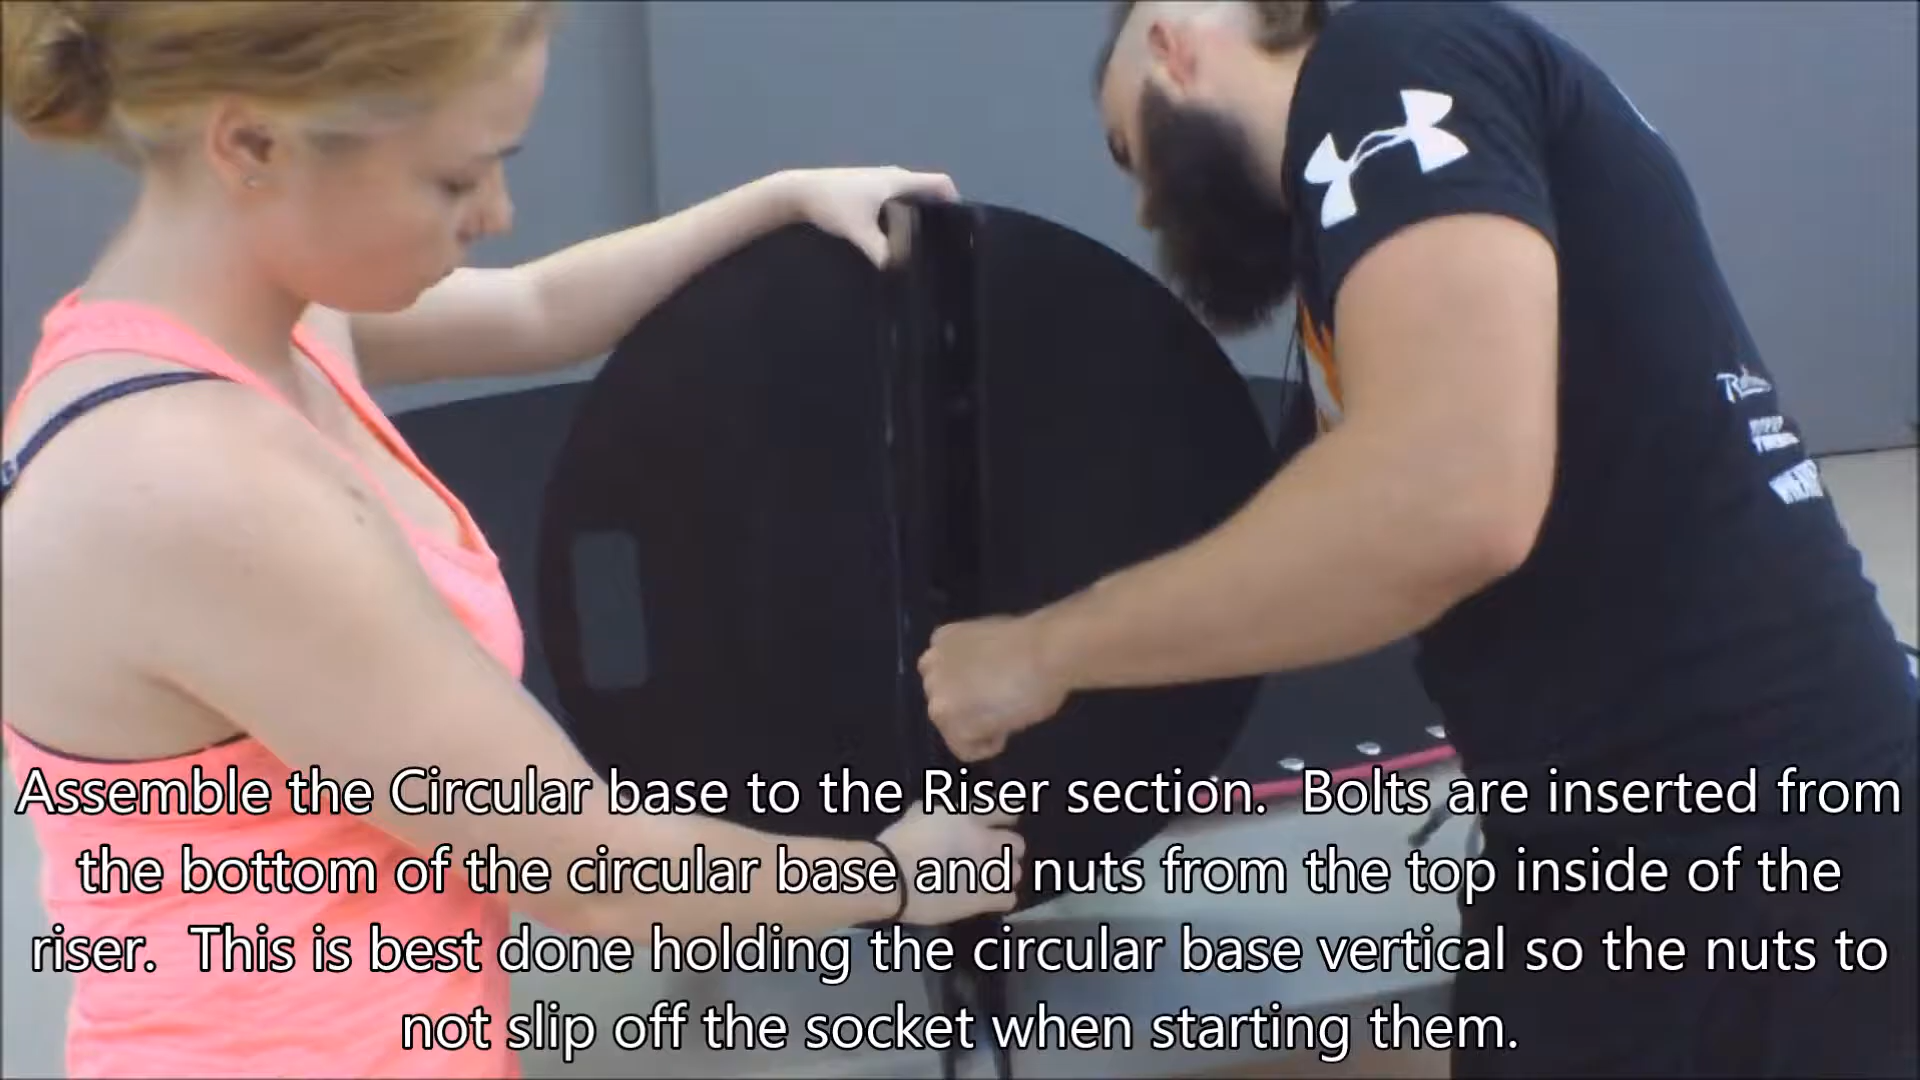 Assemble the Circular base to the Riser section.  Bolts are inserted from
the bottom of the circular base and nuts from the top inside of the
riser.  This is best done holding the circular base vertical so the nuts to
not slip off the socket when starting them.